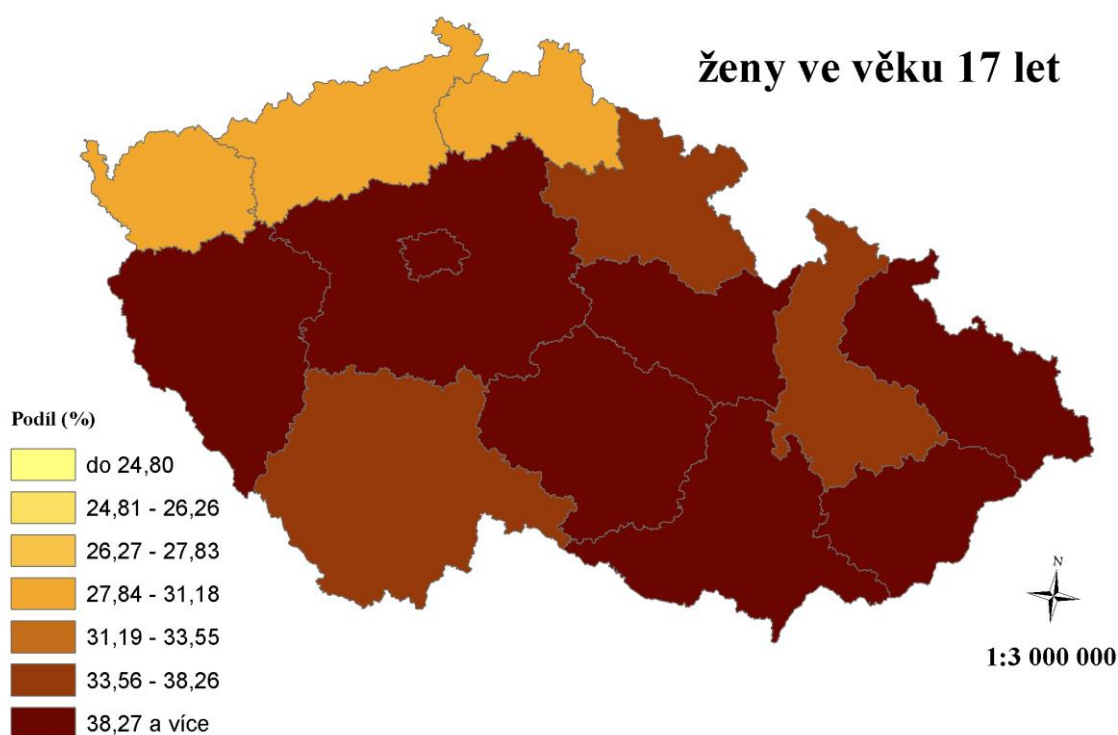 ženy ve věku 17 let
Podíl (%)
do 24,80
24,81 - 26,26
26,27 - 27,83
27,84 - 31,18
31,19 - 33,55
33,56 - 38,26
38,27 a více
N
1:3 000 000